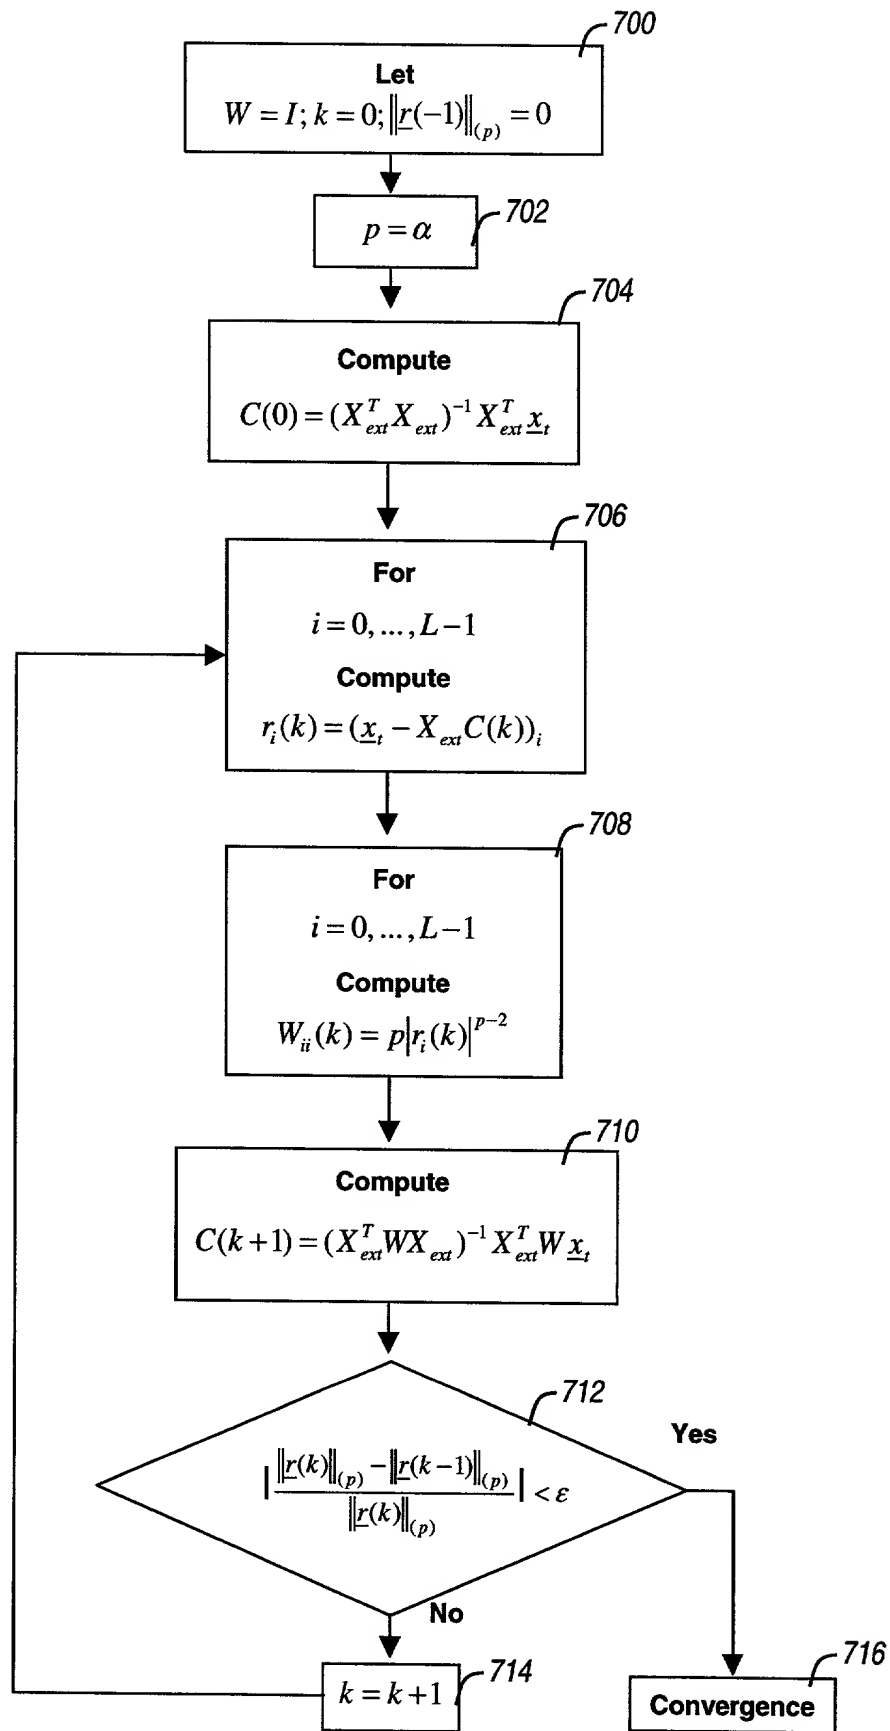 700
Let
W = I; k = 0; ‖r(−1)‖(p) = 0
702
p = α
704
Compute
C(0) = (X_ext^T X_ext)^−1 X_ext^T x_t
706
For
i = 0, ..., L−1
Compute
r_i(k) = (x_t − X_ext C(k))_i
708
For
i = 0, ..., L−1
Compute
W_ii(k) = p|r_i(k)|^p−2
710
Compute
C(k+1) = (X_ext^T W X_ext)^−1 X_ext^T W x_t
712
Yes
| ‖r(k)‖(p) − ‖r(k−1)‖(p) / ‖r(k)‖(p) | < ε
No
714
k = k+1
716
Convergence